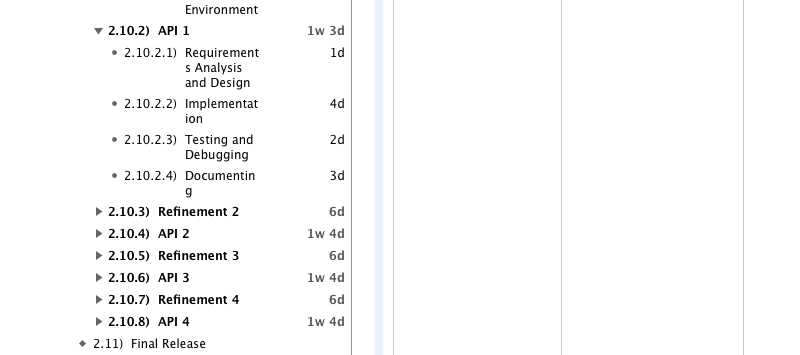 Environment
2.10.2) API 1 1w 3d
2.10.2.1) Requirement 1d
s Analysis
and Design
2.10.2.2) Implementat 4d
ion
2.10.2.3) Testing and 2d
Debugging
2.10.2.4) Documentin 3d
g
2.10.3) Refinement 2 6d
2.10.4) API 2 1w 4d
2.10.5) Refinement 3 6d
2.10.6) API 3 1w 4d
2.10.7) Refinement 4 6d
2.10.8) API 4 1w 4d
2.11) Final Release